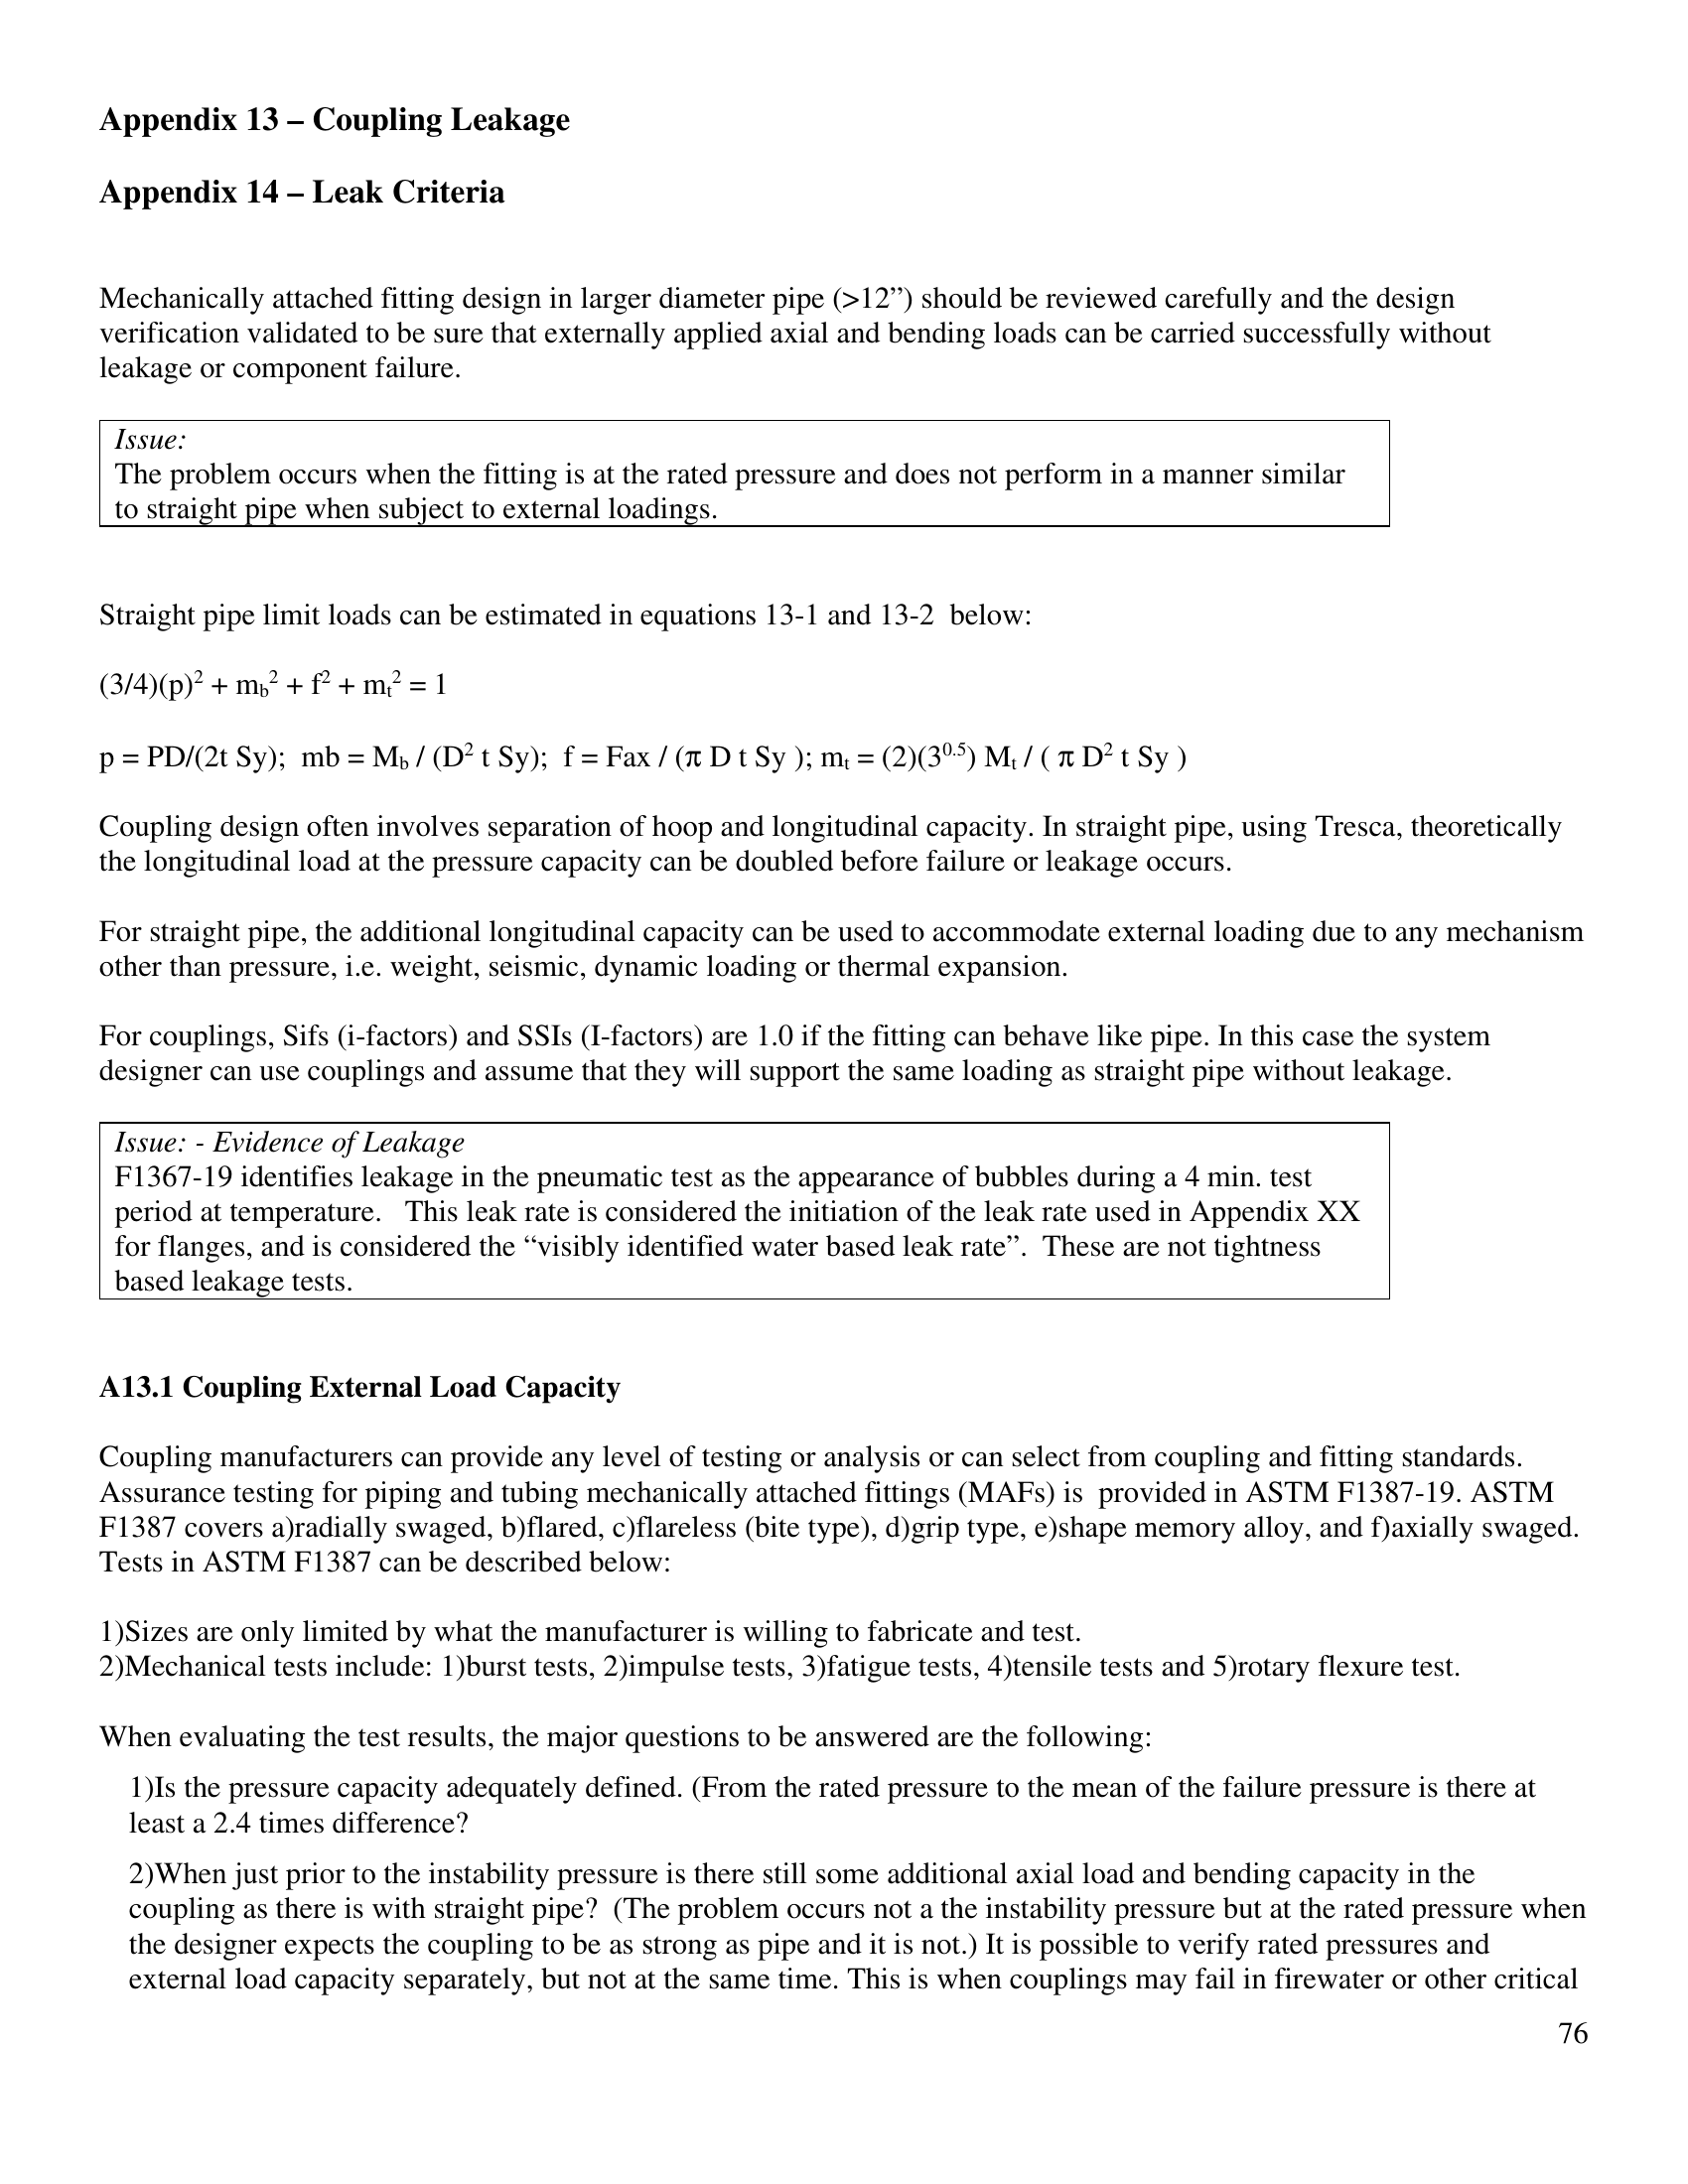 Appendix 13 – Coupling Leakage
Appendix 14 – Leak Criteria
Mechanically attached fitting design in larger diameter pipe (>12”) should be reviewed carefully and the design
verification validated to be sure that externally applied axial and bending loads can be carried successfully without
leakage or component failure.
Issue:
The problem occurs when the fitting is at the rated pressure and does not perform in a manner similar
to straight pipe when subject to external loadings.
Straight pipe limit loads can be estimated in equations 13-1 and 13-2  below:
(3/4)(p)² + m_b² + f² + m_t² = 1
p = PD/(2t Sy);  mb = M_b / (D² t Sy);  f = Fax / (π D t Sy ); m_t = (2)(3^0.5) M_t / ( π D² t Sy )
Coupling design often involves separation of hoop and longitudinal capacity. In straight pipe, using Tresca, theoretically
the longitudinal load at the pressure capacity can be doubled before failure or leakage occurs.
For straight pipe, the additional longitudinal capacity can be used to accommodate external loading due to any mechanism
other than pressure, i.e. weight, seismic, dynamic loading or thermal expansion.
For couplings, Sifs (i-factors) and SSIs (I-factors) are 1.0 if the fitting can behave like pipe. In this case the system
designer can use couplings and assume that they will support the same loading as straight pipe without leakage.
Issue: - Evidence of Leakage
F1367-19 identifies leakage in the pneumatic test as the appearance of bubbles during a 4 min. test
period at temperature.   This leak rate is considered the initiation of the leak rate used in Appendix XX
for flanges, and is considered the “visibly identified water based leak rate”.  These are not tightness
based leakage tests.
A13.1 Coupling External Load Capacity
Coupling manufacturers can provide any level of testing or analysis or can select from coupling and fitting standards.
Assurance testing for piping and tubing mechanically attached fittings (MAFs) is  provided in ASTM F1387-19. ASTM
F1387 covers a)radially swaged, b)flared, c)flareless (bite type), d)grip type, e)shape memory alloy, and f)axially swaged.
Tests in ASTM F1387 can be described below:
1)Sizes are only limited by what the manufacturer is willing to fabricate and test.
2)Mechanical tests include: 1)burst tests, 2)impulse tests, 3)fatigue tests, 4)tensile tests and 5)rotary flexure test.
When evaluating the test results, the major questions to be answered are the following:
1)Is the pressure capacity adequately defined. (From the rated pressure to the mean of the failure pressure is there at
least a 2.4 times difference?
2)When just prior to the instability pressure is there still some additional axial load and bending capacity in the
coupling as there is with straight pipe?  (The problem occurs not a the instability pressure but at the rated pressure when
the designer expects the coupling to be as strong as pipe and it is not.) It is possible to verify rated pressures and
external load capacity separately, but not at the same time. This is when couplings may fail in firewater or other critical
76